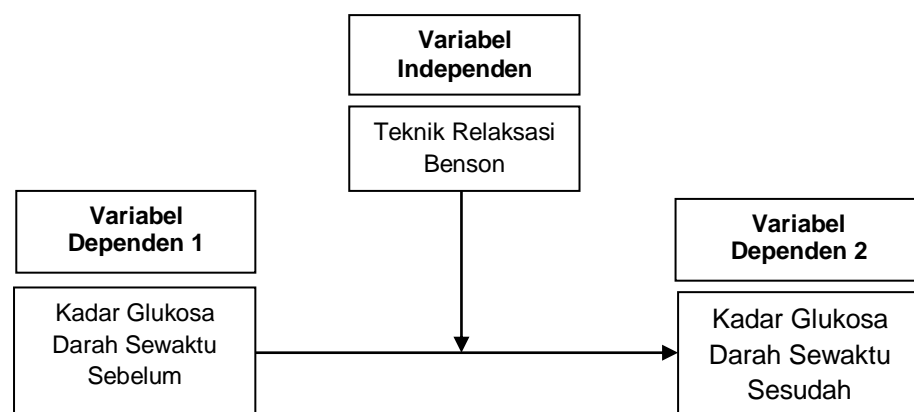 Variabel
Independen
Teknik Relaksasi
Benson
Variabel
Dependen 1
Kadar Glukosa
Darah Sewaktu
Sebelum
Variabel
Dependen 2
Kadar Glukosa
Darah Sewaktu
Sesudah